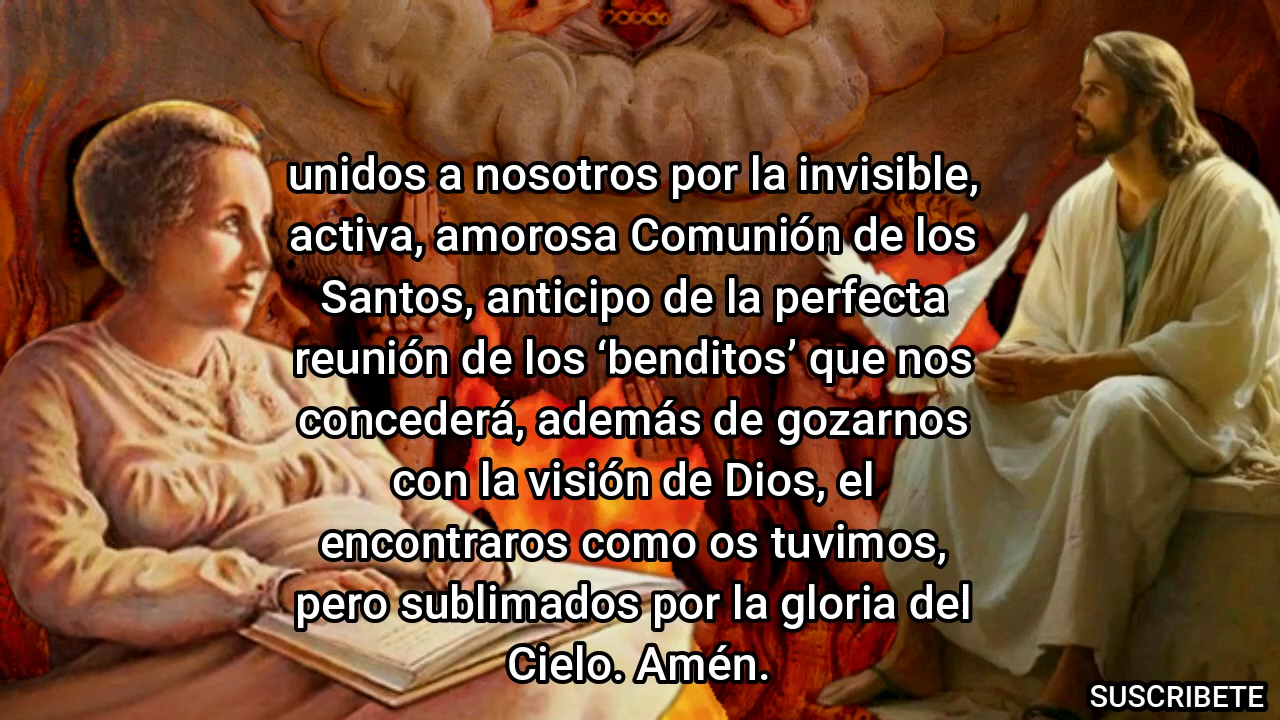 unidos a nosotros por la invisible,
activa, amorosa Comunión de los
Santos, anticipo de la perfecta
reunión de los ‘benditos’ que nos
concederá, además de gozarnos
con la visión de Dios, el
encontraros como os tuvimos,
pero sublimados por la gloria del
Cielo. Amén.
SUSCRIBETE